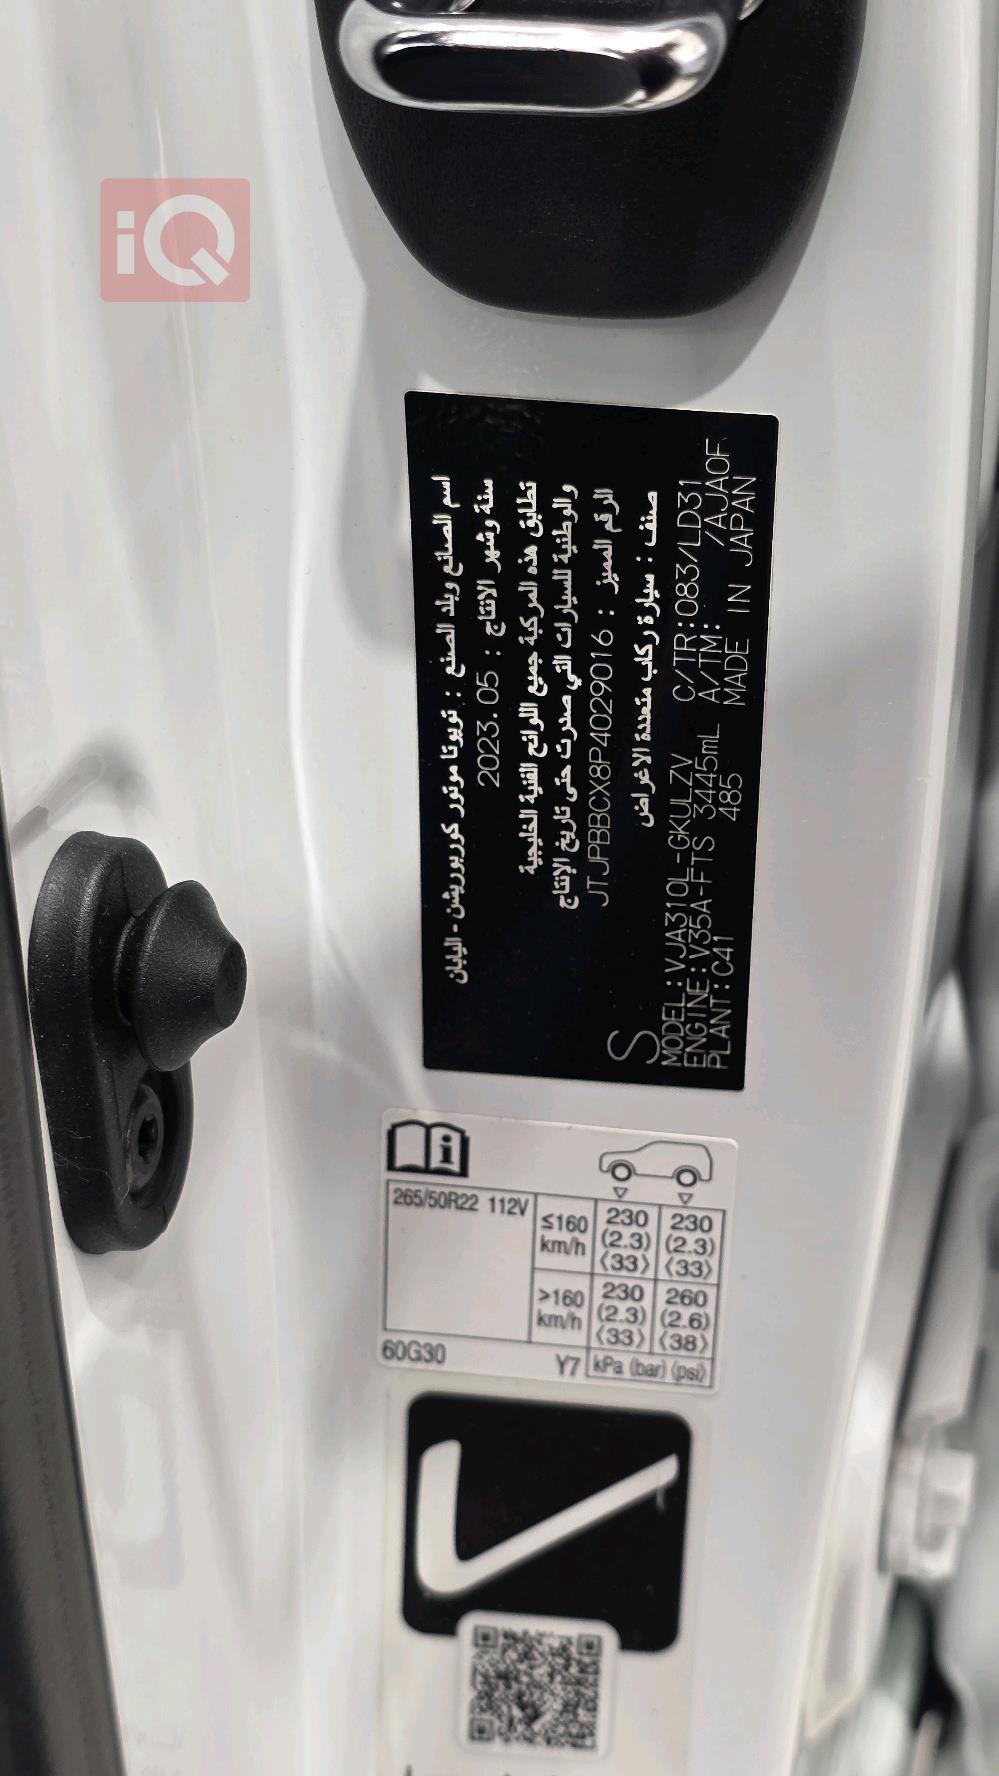 iQ
اسم الصانع وبلد الصنع : تويوتا موتور كوربوريشن - اليابان
سنة وشهر الانتاج : 2023.05
تطابق هذه المركبة جميع اللوائح الفنية الخليجية
والوطنية للسيارات التي صدرت حتى تاريخ الإنتاج
الرقم المميز : JTJPBBCX8P4029016
صنف : سيارة ركاب متعددة الاغراض
S
MODEL:VJA310L-GKULZV C/TR:083/LD31
ENGINE:V35A-FTS 3445mL A/TM: /AJA0F
PLANT:C41 485 MADE IN JAPAN
i
265/50R22 112V
≤160 km/h 230 (2.3) ⟨33⟩ 230 (2.3) ⟨33⟩
>160 km/h 230 (2.3) ⟨33⟩ 260 (2.6) ⟨38⟩
60G30 Y7 kPa (bar) ⟨psi⟩